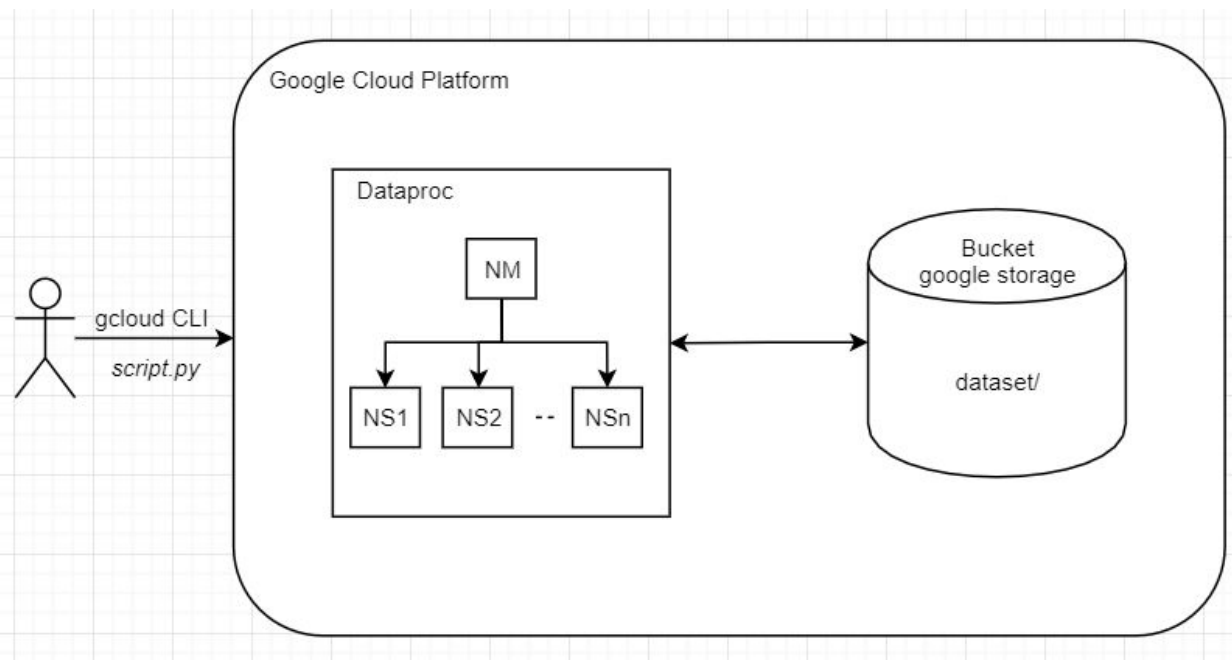 Google Cloud Platform
Dataproc
NM
NS1
NS2
--
NSn
gcloud CLI
script.py
Bucket
google storage
dataset/